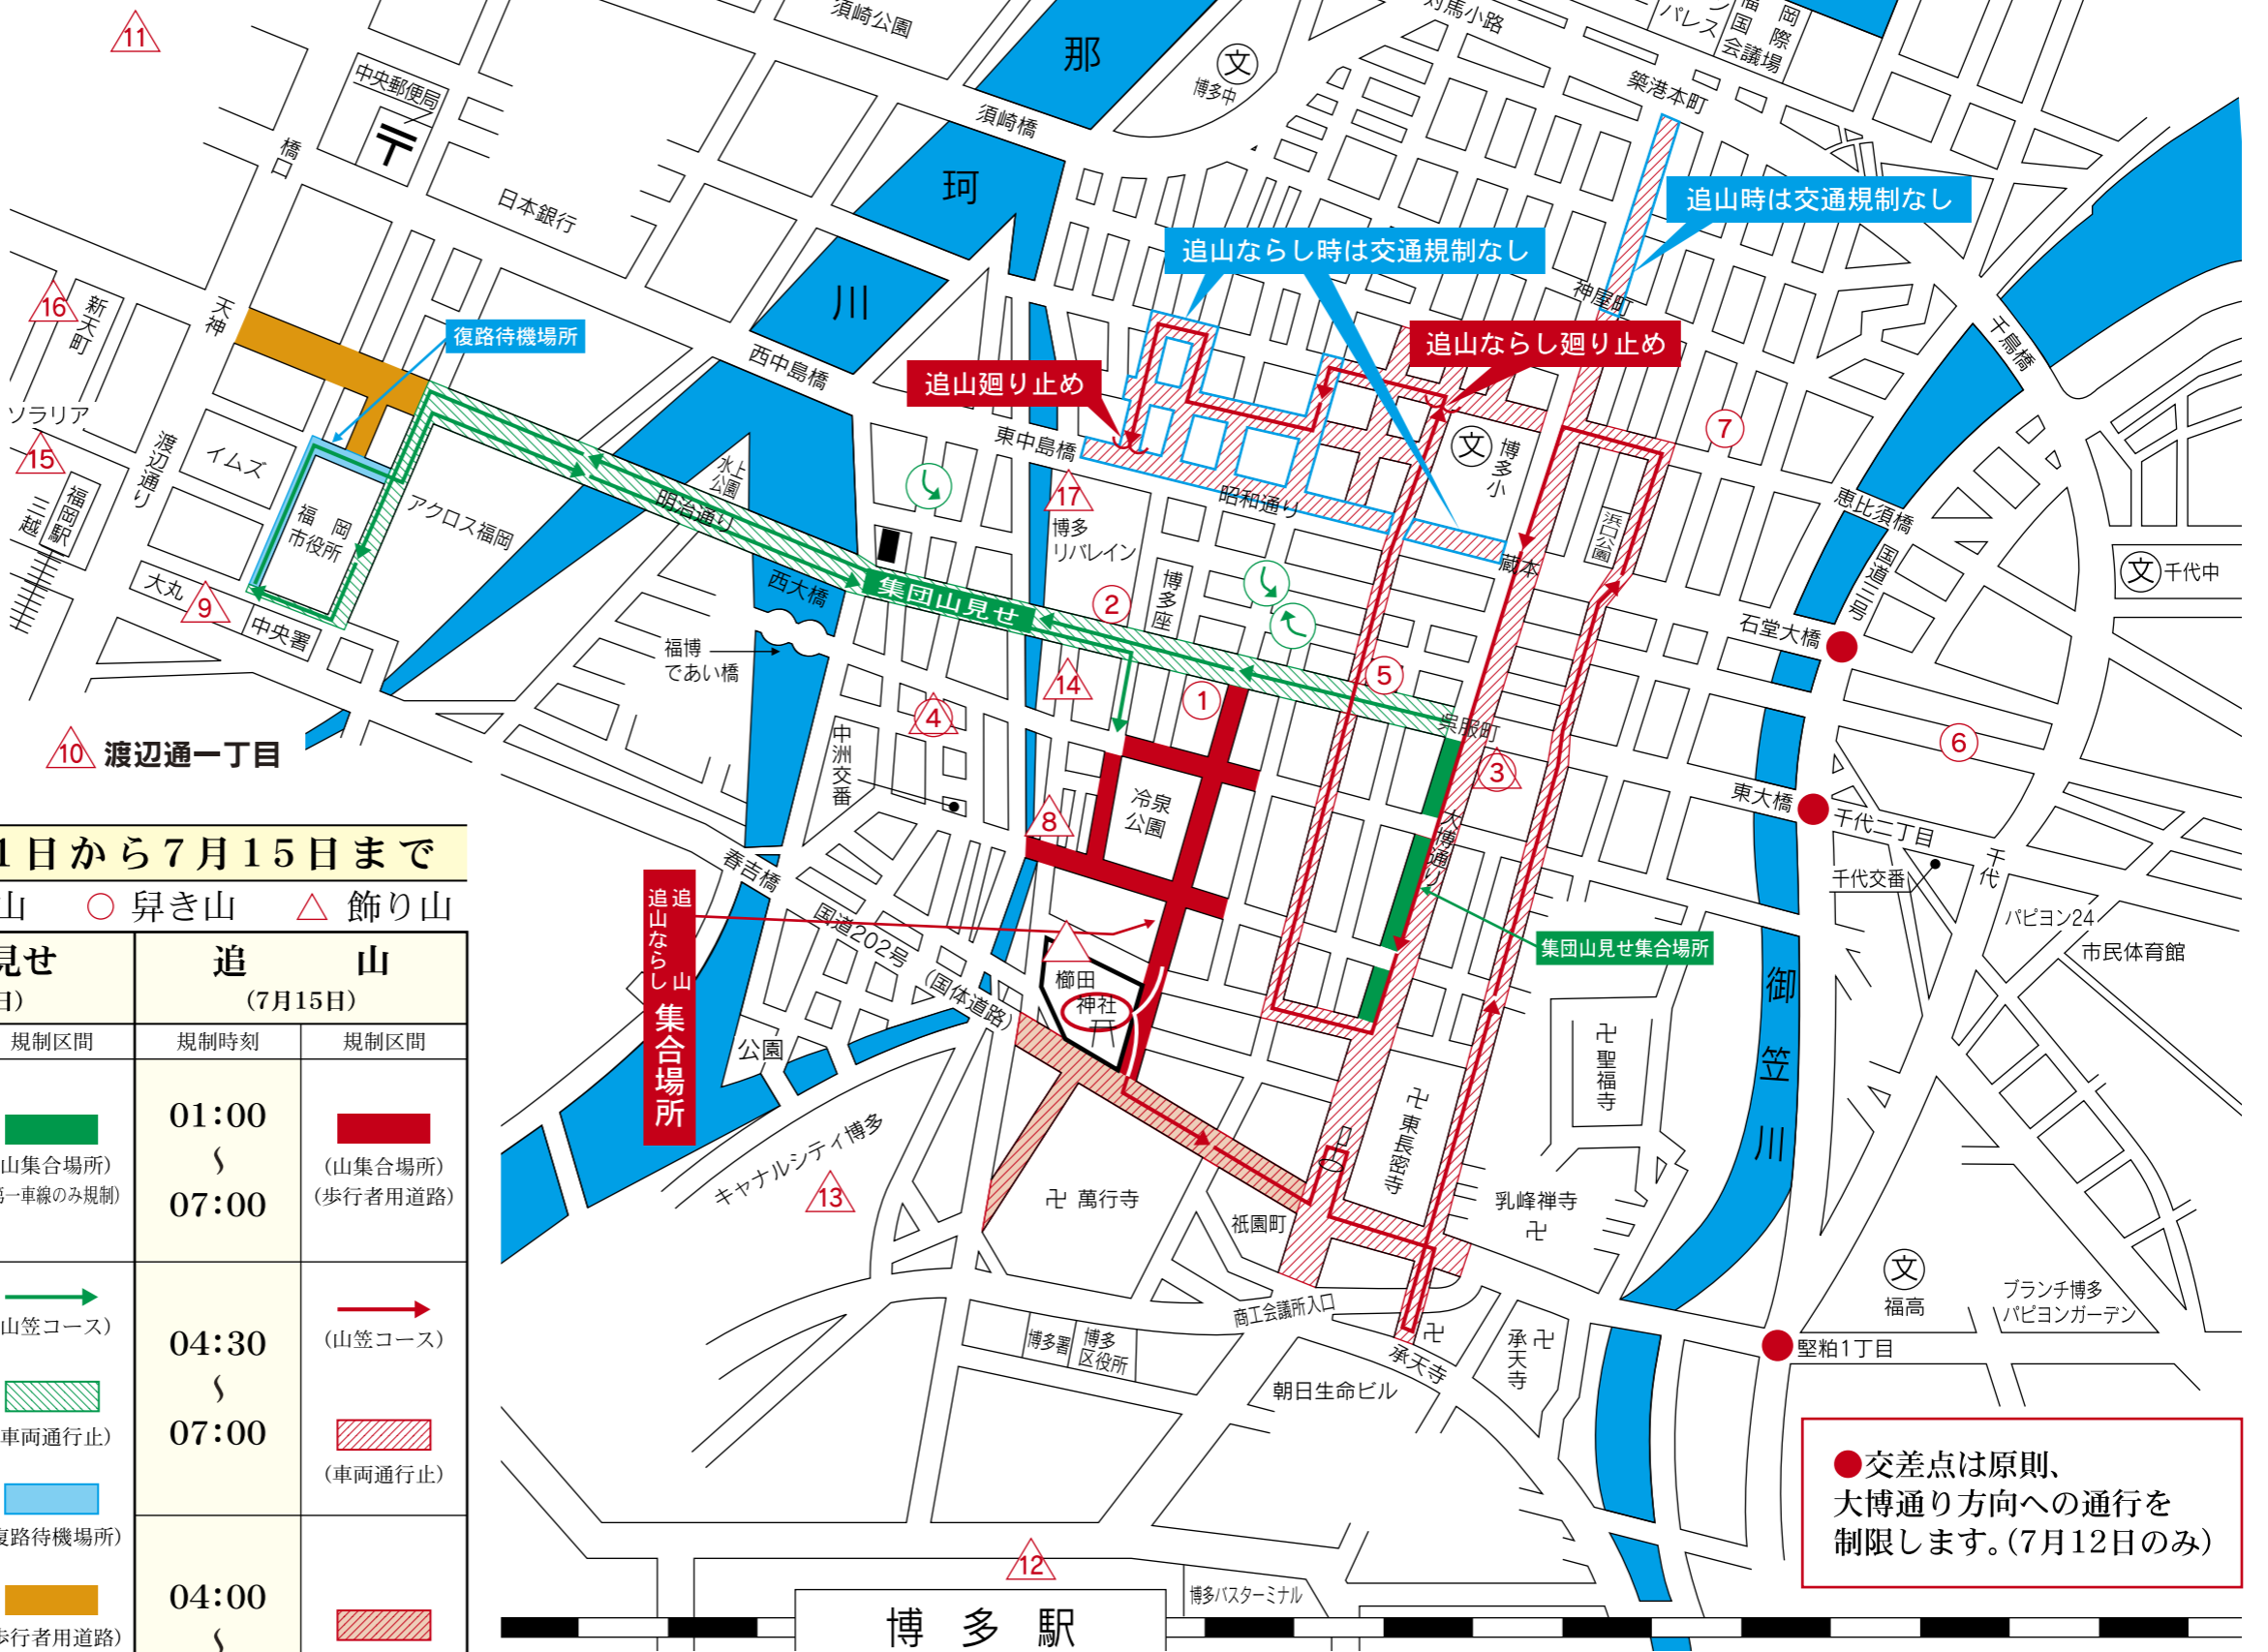 11
須崎公園
那
文
博多中
対馬小路
パレス
福岡
国際
会議場
築港本町
中央郵便局
橋
須崎橋
日本銀行
珂
追山時は交通規制なし
追山ならし時は交通規制なし
16
新天町
天神
川
神屋町
千鳥橋
復路待機場所
西中島橋
追山ならし廻り止め
追山廻り止め
ソラリア
15
渡辺通り
イムズ
東中島橋
文
博多小
7
水上
公園
17
昭和通り
明治通り
福岡駅
三越
福岡
市役所
アクロス福岡
博多
リバレイン
浜口公園
恵比須橋
国道三号
蔵本
文
千代中
大丸
9
中央署
西大橋
集団山見せ
2
博多座
石堂大橋
福博
であい橋
14
1
5
4
呉服町
6
10
渡辺通一丁目
中洲交番
3
東大橋
千代一丁目
冷泉
公園
8
大博通り
千代
千代交番
1日から7月15日まで
山
○ 舁き山
△ 飾り山
春吉橋
国道202号
(国体道路)
パピヨン24
市民体育館
集団山見せ集合場所
追山
追山ならし
集合場所
見せ
追山
日)
(7月15日)
規制区間
規制時刻
規制区間
櫛田
神社
御
笠
川
公園
聖福寺
01:00
〜
07:00
山集合場所)
第一車線のみ規制)
(山集合場所)
(歩行者用道路)
キャナルシティ博多
13
萬行寺
東長密寺
祇園町
乳峰禅寺
文
福高
ブランチ博多
パピヨンガーデン
商工会議所入口
山笠コース)
04:30
〜
07:00
(山笠コース)
博多署
博多
区役所
承天寺
承天寺
堅粕1丁目
朝日生命ビル
車両通行止)
(車両通行止)
●交差点は原則、
大博通り方向への通行を
制限します。(7月12日のみ)
復路待機場所)
12
博多バスターミナル
04:00
〜
歩行者用道路)
博多駅